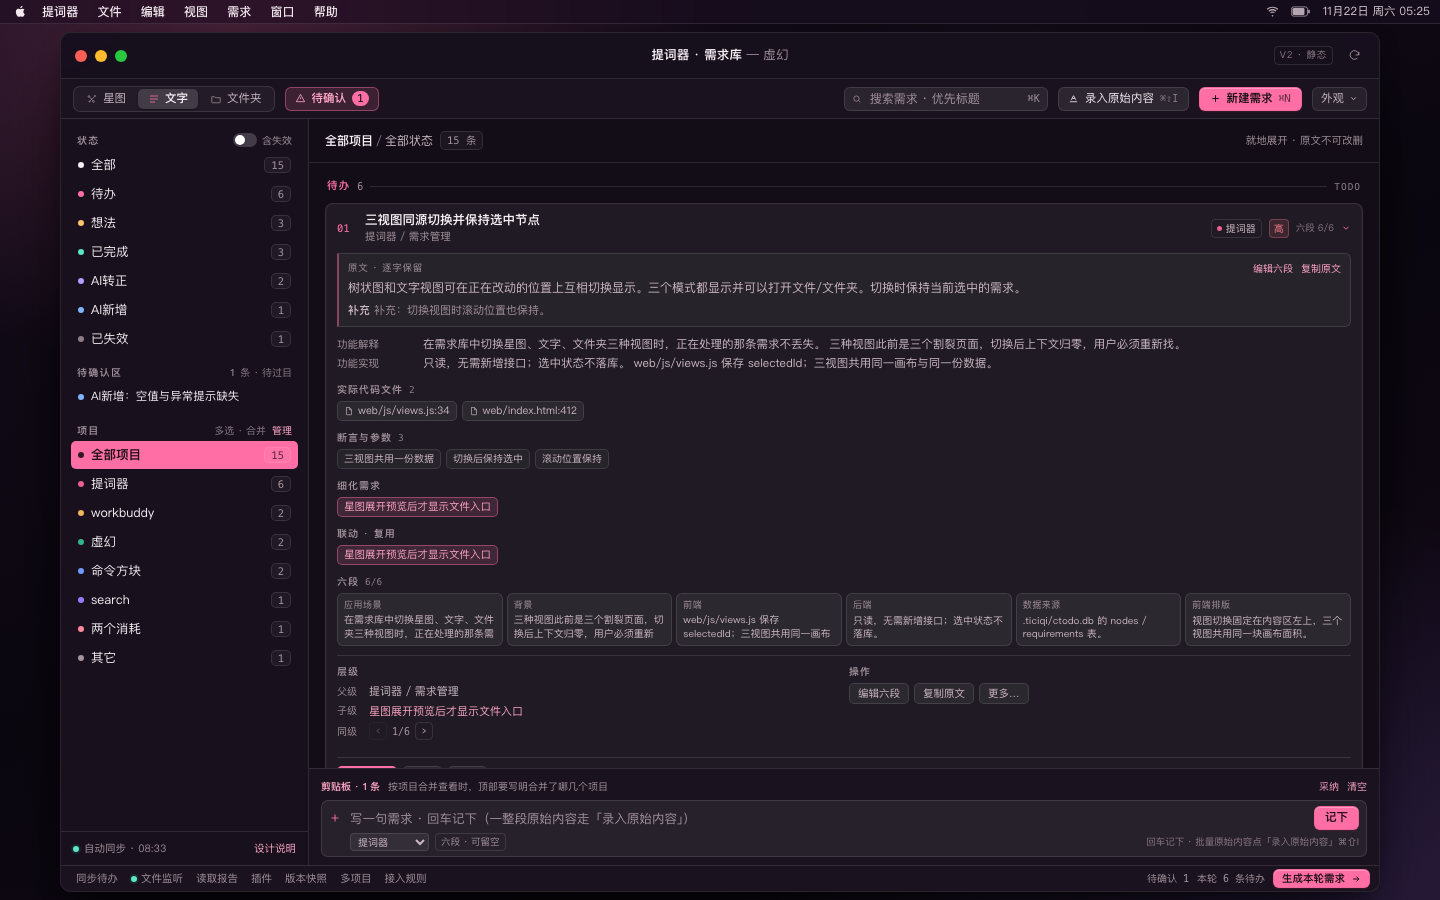 提词器 文件 编辑 视图 需求 窗口 帮助 11月22日 周六 05:25
提词器 · 需求库 — 虚幻 V2 · 静态
星图 文字 文件夹 待确认 1 搜索需求 · 优先标题 ⌘K 录入原始内容 ⌘⇧I + 新建需求 ⌘N 外观
状态 含失效
全部 15
待办 6
想法 3
已完成 3
AI转正 2
AI新增 1
已失效 1
待确认区 1 条 · 待过目
AI新增：空值与异常提示缺失
项目 多选 · 合并 管理
全部项目 15
提词器 6
workbuddy 2
虚幻 2
命令方块 2
search 1
两个消耗 1
其它 1
自动同步 · 08:33 设计说明
全部项目 / 全部状态 15 条 就地展开 · 原文不可改删
待办 6 TODO
01 三视图同源切换并保持选中节点
提词器 / 需求管理
提词器 高 六段 6/6
原文 · 逐字保留 编辑六段 复制原文
树状图和文字视图可在正在改动的位置上互相切换显示。三个模式都显示并可以打开文件/文件夹。切换时保持当前选中的需求。
补充 补充：切换视图时滚动位置也保持。
功能解释 在需求库中切换星图、文字、文件夹三种视图时，正在处理的那条需求不丢失。 三种视图此前是三个割裂页面，切换后上下文归零，用户必须重新找。
功能实现 只读，无需新增接口；选中状态不落库。 web/js/views.js 保存 selectedId；三视图共用同一画布与同一份数据。
实际代码文件 2
web/js/views.js:34 web/index.html:412
断言与参数 3
三视图共用一份数据 切换后保持选中 滚动位置保持
细化需求
星图展开预览后才显示文件入口
联动 · 复用
星图展开预览后才显示文件入口
六段 6/6
应用场景
在需求库中切换星图、文字、文件
夹三种视图时，正在处理的那条需
背景
三种视图此前是三个割裂页面，切
换后上下文归零，用户必须重新
前端
web/js/views.js 保存
selectedId；三视图共用同一画布
后端
只读，无需新增接口；选中状态不
落库。
数据来源
.ticiqi/ctodo.db 的 nodes /
requirements 表。
前端排版
视图切换固定在内容区左上，三个
视图共用同一块画布面积。
层级 操作
父级 提词器 / 需求管理 编辑六段 复制原文 更多…
子级 星图展开预览后才显示文件入口
同级 < 1/6 >
剪贴板 · 1 条 按项目合并查看时，顶部要写明合并了哪几个项目 采纳 清空
+ 写一句需求 · 回车记下（一整段原始内容走「录入原始内容」） 记下
提词器 六段 · 可留空 回车记下 · 批量原始内容点「录入原始内容」⌘⇧I
同步待办 文件监听 读取报告 插件 版本快照 多项目 接入规则 待确认 1 本轮 6 条待办 生成本轮需求 →